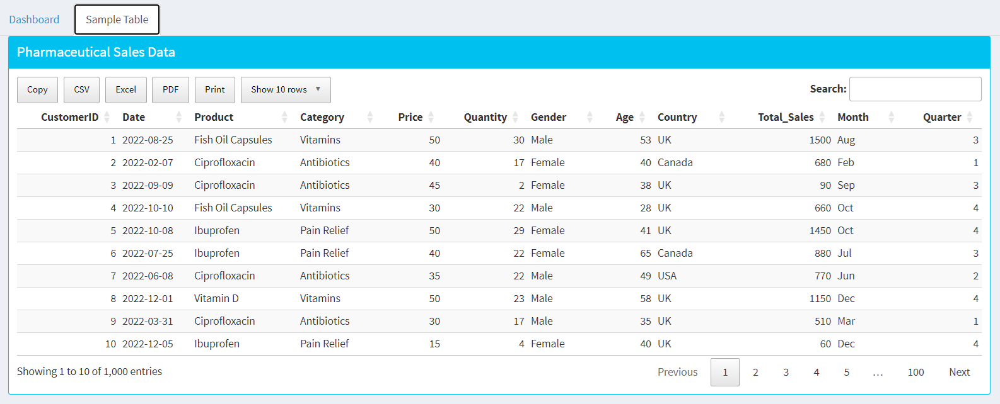 Dashboard Sample Table
Pharmaceutical Sales Data
Copy CSV Excel PDF Print Show 10 rows ▼ Search:
CustomerID Date Product Category Price Quantity Gender Age Country Total_Sales Month Quarter
1 2022-08-25 Fish Oil Capsules Vitamins 50 30 Male 53 UK 1500 Aug 3
2 2022-02-07 Ciprofloxacin Antibiotics 40 17 Female 40 Canada 680 Feb 1
3 2022-09-09 Ciprofloxacin Antibiotics 45 2 Female 38 UK 90 Sep 3
4 2022-10-10 Fish Oil Capsules Vitamins 30 22 Male 28 UK 660 Oct 4
5 2022-10-08 Ibuprofen Pain Relief 50 29 Female 41 UK 1450 Oct 4
6 2022-07-25 Ibuprofen Pain Relief 40 22 Female 65 Canada 880 Jul 3
7 2022-06-08 Ciprofloxacin Antibiotics 35 22 Male 49 USA 770 Jun 2
8 2022-12-01 Vitamin D Vitamins 50 23 Male 58 UK 1150 Dec 4
9 2022-03-31 Ciprofloxacin Antibiotics 30 17 Male 35 UK 510 Mar 1
10 2022-12-05 Ibuprofen Pain Relief 15 4 Female 40 UK 60 Dec 4
Showing 1 to 10 of 1,000 entries Previous 1 2 3 4 5 … 100 Next